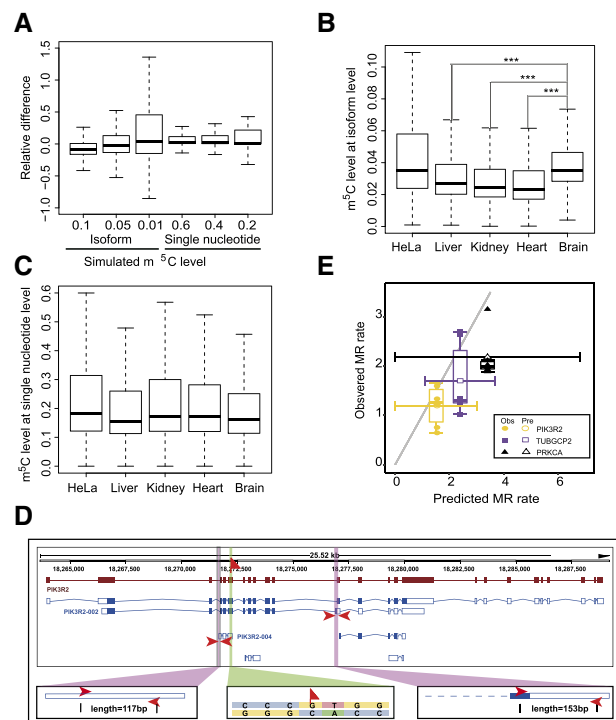 A
Relative difference
1.5
1.0
0.5
0.0
−0.5
−1.0
0.1 0.05 0.01 0.6 0.4 0.2
Isoform Single nucleotide
Simulated m 5C level
B
m5C level at isoform level
0.10
0.08
0.06
0.04
0.02
0.0
***
***
***
HeLa Liver Kidney Heart Brain
C
m5C level at single nucleotide level
0.6
0.5
0.4
0.3
0.2
0.1
0.0
HeLa Liver Kidney Heart Brain
E
Obsvered MR rate
3.
2.
1.
0.
0 2 4 6
Predicted MR rate
Obs Pre
PIK3R2
TUBGCP2
PRKCA
D
25.52 kb
18,265,000 18,267,500 18,270,000 18,272,500 18,275,000 18,277,500 18,280,000 18,282,500 18,285,000 18,287,500
PIK3R2
PIK3R2-002
PIK3R2-004
length=117bp
C C C G T G G
G G G C A C C
length=153bp